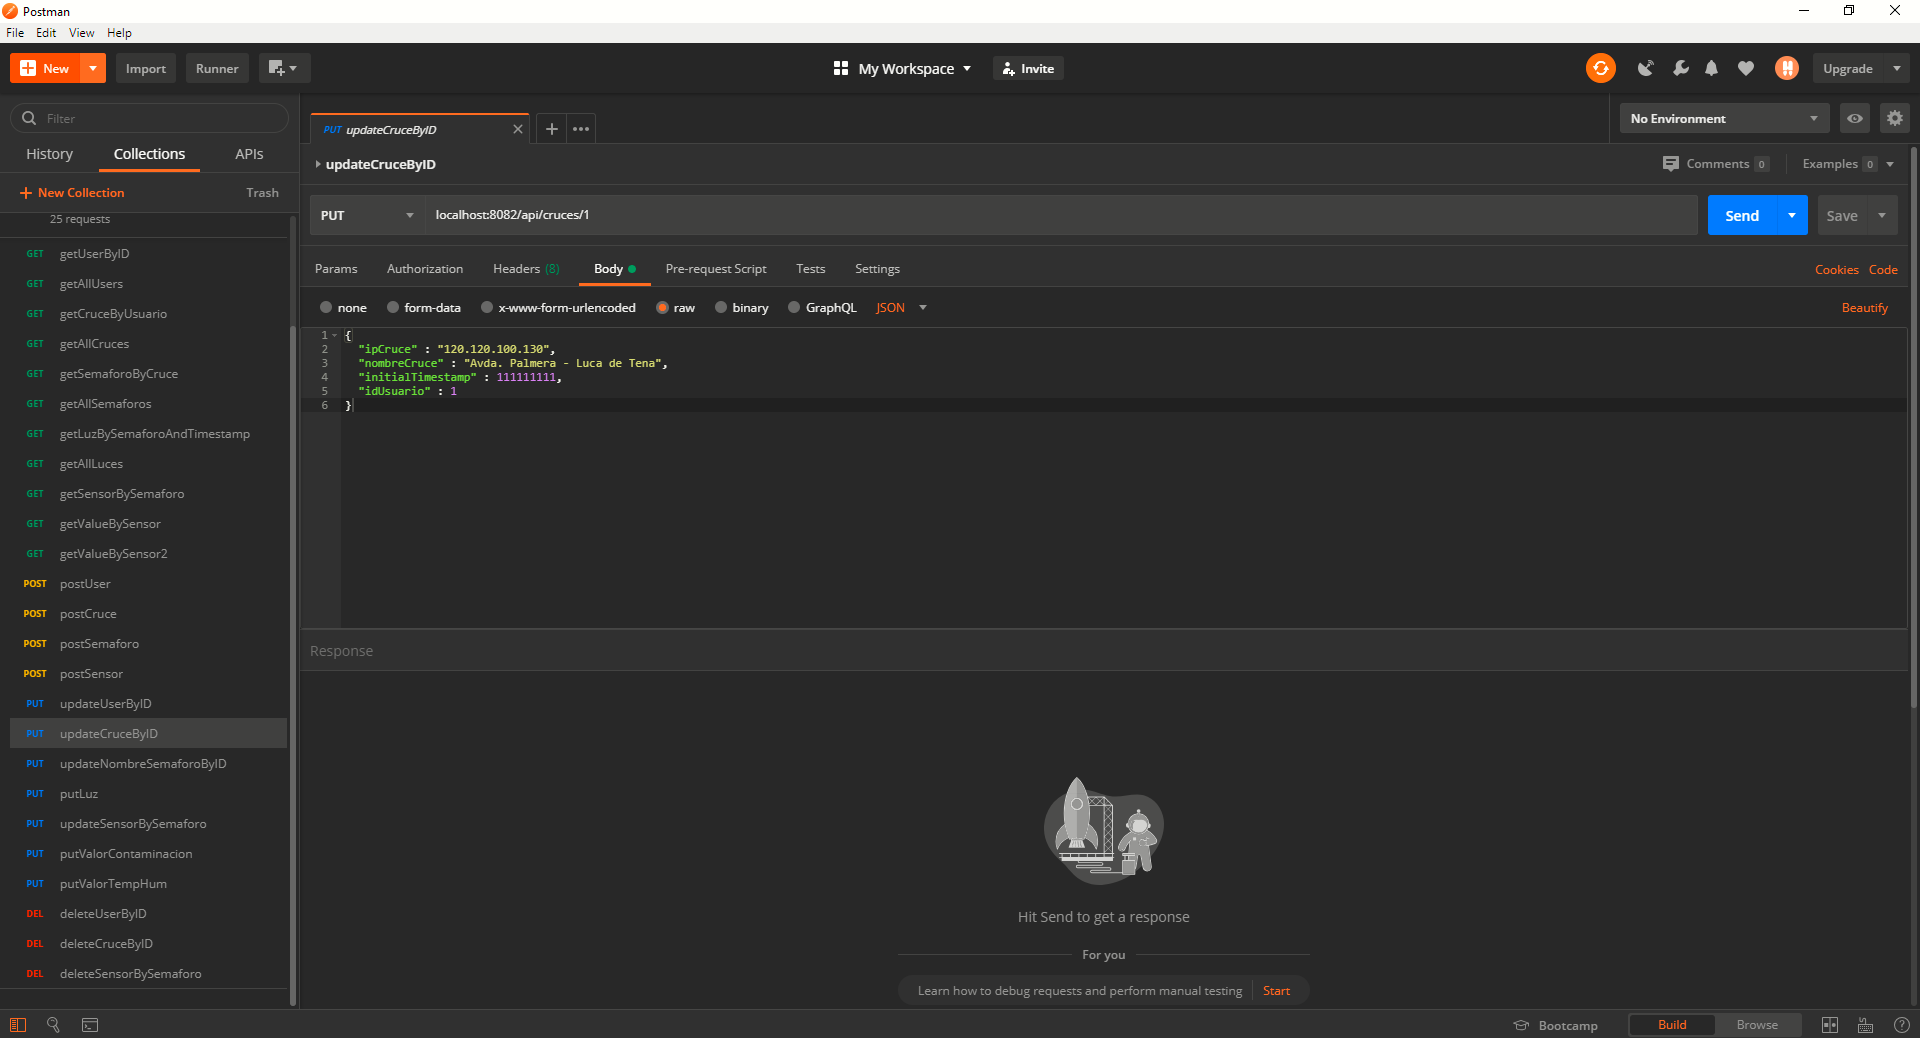 Postman
File Edit View Help
New Import Runner My Workspace Invite Upgrade
Filter
History Collections APIs
New Collection Trash
25 requests
GET getUserByID
GET getAllUsers
GET getCruceByUsuario
GET getAllCruces
GET getSemaforoByCruce
GET getAllSemaforos
GET getLuzBySemaforoAndTimestamp
GET getAllLuces
GET getSensorBySemaforo
GET getValueBySensor
GET getValueBySensor2
POST postUser
POST postCruce
POST postSemaforo
POST postSensor
PUT updateUserByID
PUT updateCruceByID
PUT updateNombreSemaforoByID
PUT putLuz
PUT updateSensorBySemaforo
PUT putValorContaminacion
PUT putValorTempHum
DEL deleteUserByID
DEL deleteCruceByID
DEL deleteSensorBySemaforo
PUT updateCruceByID No Environment
updateCruceByID Comments 0 Examples 0
PUT localhost:8082/api/cruces/1 Send Save
Params Authorization Headers (8) Body Pre-request Script Tests Settings Cookies Code
none form-data x-www-form-urlencoded raw binary GraphQL JSON Beautify
1 {
2 "ipCruce" : "120.120.100.130",
3 "nombreCruce" : "Avda. Palmera - Luca de Tena",
4 "initialTimestamp" : 111111111,
5 "idUsuario" : 1
6 }
Response
Hit Send to get a response
For you
Learn how to debug requests and perform manual testing Start
Bootcamp Build Browse